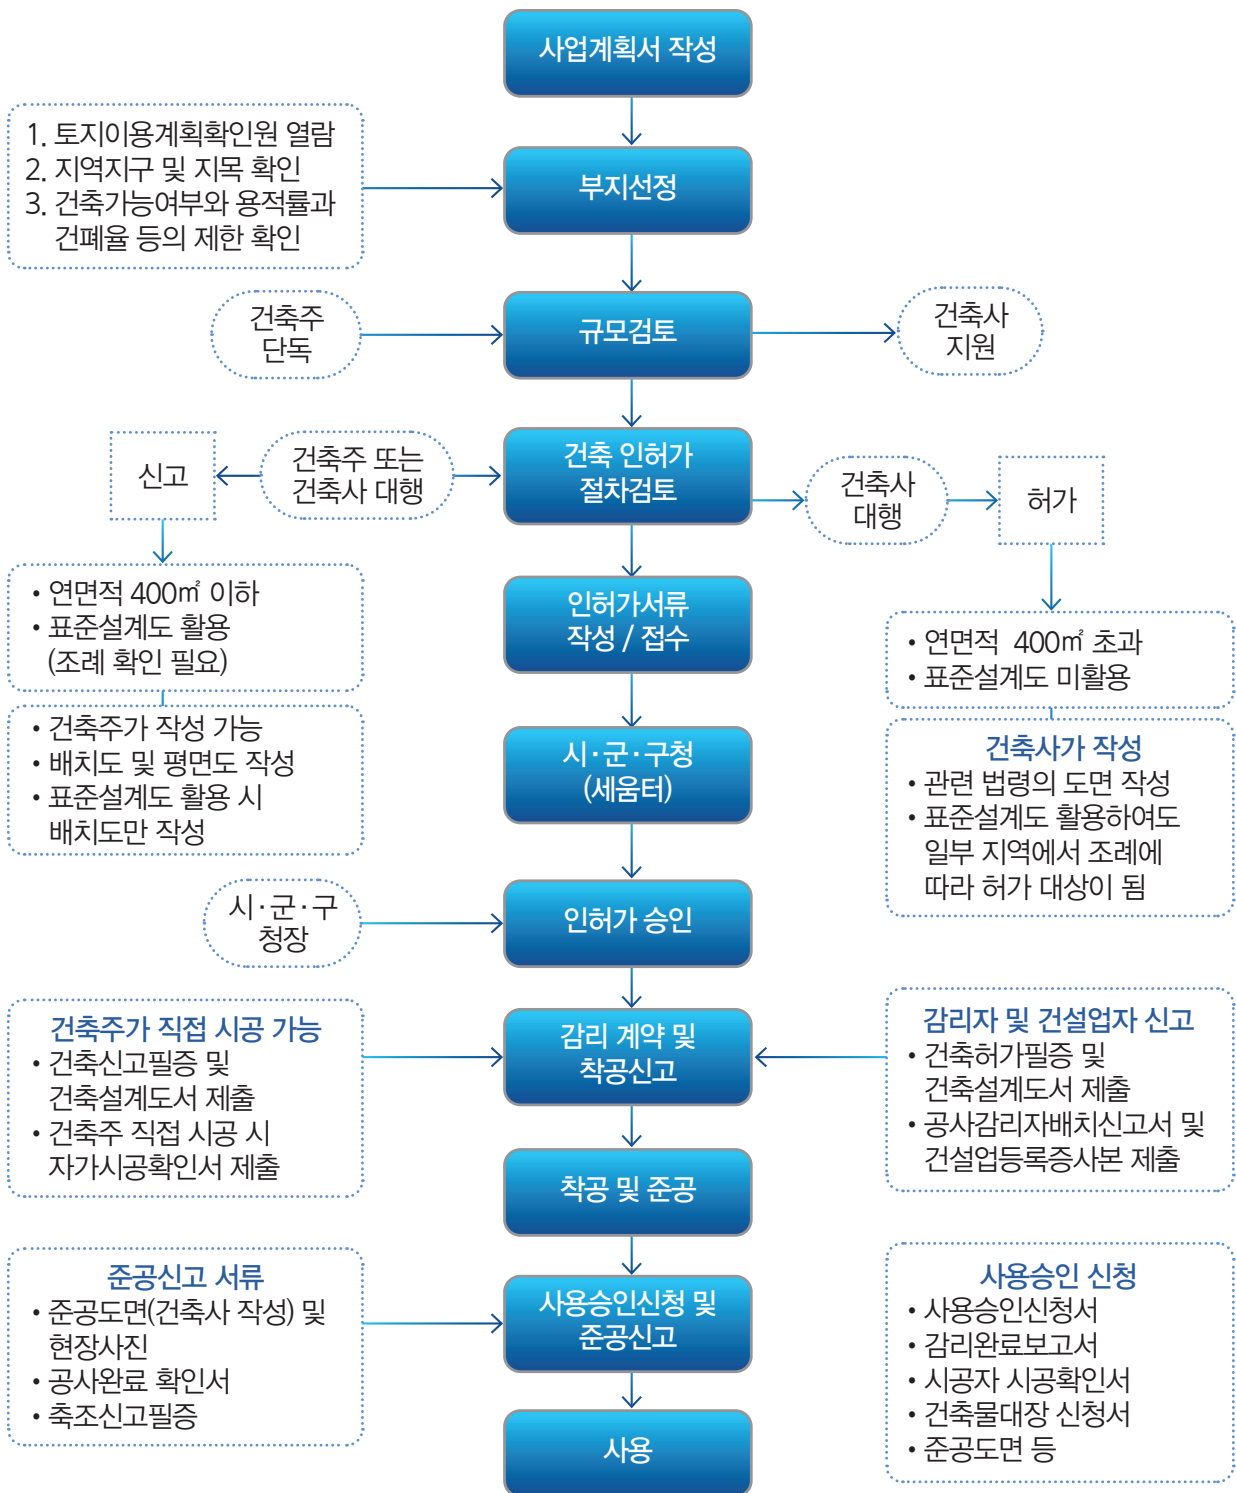 사업계획서 작성
1. 토지이용계획확인원 열람
2. 지역지구 및 지목 확인
3. 건축가능여부와 용적률과
건폐율 등의 제한 확인
부지선정
건축주
단독
규모검토
건축사
지원
신고
건축주 또는
건축사 대행
건축 인허가
절차검토
건축사
대행
허가
• 연면적 400㎡ 이하
• 표준설계도 활용
(조례 확인 필요)
인허가서류
작성 / 접수
• 연면적 400㎡ 초과
• 표준설계도 미활용
• 건축주가 작성 가능
• 배치도 및 평면도 작성
• 표준설계도 활용 시
배치도만 작성
시·군·구청
(세움터)
건축사가 작성
• 관련 법령의 도면 작성
• 표준설계도 활용하여도
일부 지역에서 조례에
따라 허가 대상이 됨
시·군·구
청장
인허가 승인
건축주가 직접 시공 가능
• 건축신고필증 및
건축설계도서 제출
• 건축주 직접 시공 시
자가시공확인서 제출
감리 계약 및
착공신고
감리자 및 건설업자 신고
• 건축허가필증 및
건축설계도서 제출
• 공사감리자배치신고서 및
건설업등록증사본 제출
착공 및 준공
준공신고 서류
• 준공도면(건축사 작성) 및
현장사진
• 공사완료 확인서
• 축조신고필증
사용승인신청 및
준공신고
사용승인 신청
• 사용승인신청서
• 감리완료보고서
• 시공자 시공확인서
• 건축물대장 신청서
• 준공도면 등
사용